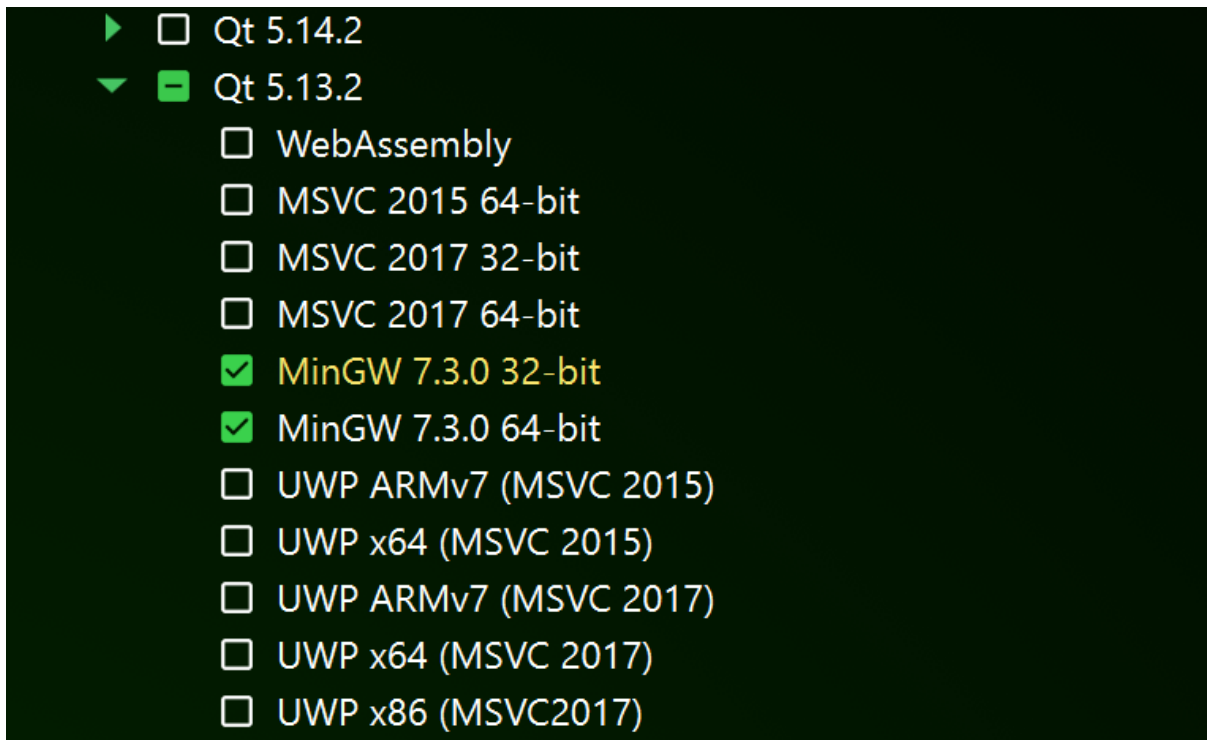 Qt 5.14.2
Qt 5.13.2
WebAssembly
MSVC 2015 64-bit
MSVC 2017 32-bit
MSVC 2017 64-bit
MinGW 7.3.0 32-bit
MinGW 7.3.0 64-bit
UWP ARMv7 (MSVC 2015)
UWP x64 (MSVC 2015)
UWP ARMv7 (MSVC 2017)
UWP x64 (MSVC 2017)
UWP x86 (MSVC2017)